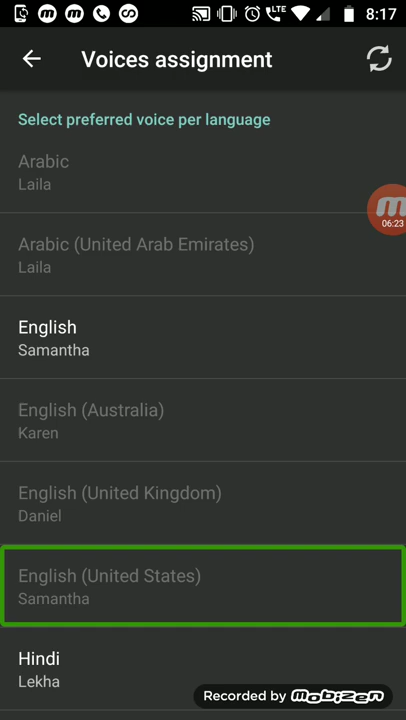 LTE
8:17
Voices assignment
Select preferred voice per language
Arabic
Laila
06:23
Arabic (United Arab Emirates)
Laila
English
Samantha
English (Australia)
Karen
English (United Kingdom)
Daniel
English (United States)
Samantha
Hindi
Lekha
Recorded by mobizen